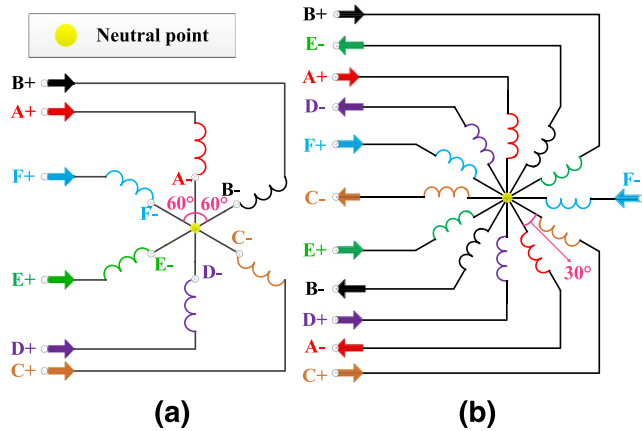 Neutral point
B+
A+
F+
E+
D+
C+
A-
B-
F-
C-
E-
D-
60° 60°
(a)
B+
E-
A+
D-
F+
C-
E+
B-
D+
A-
C+
F-
30°
(b)